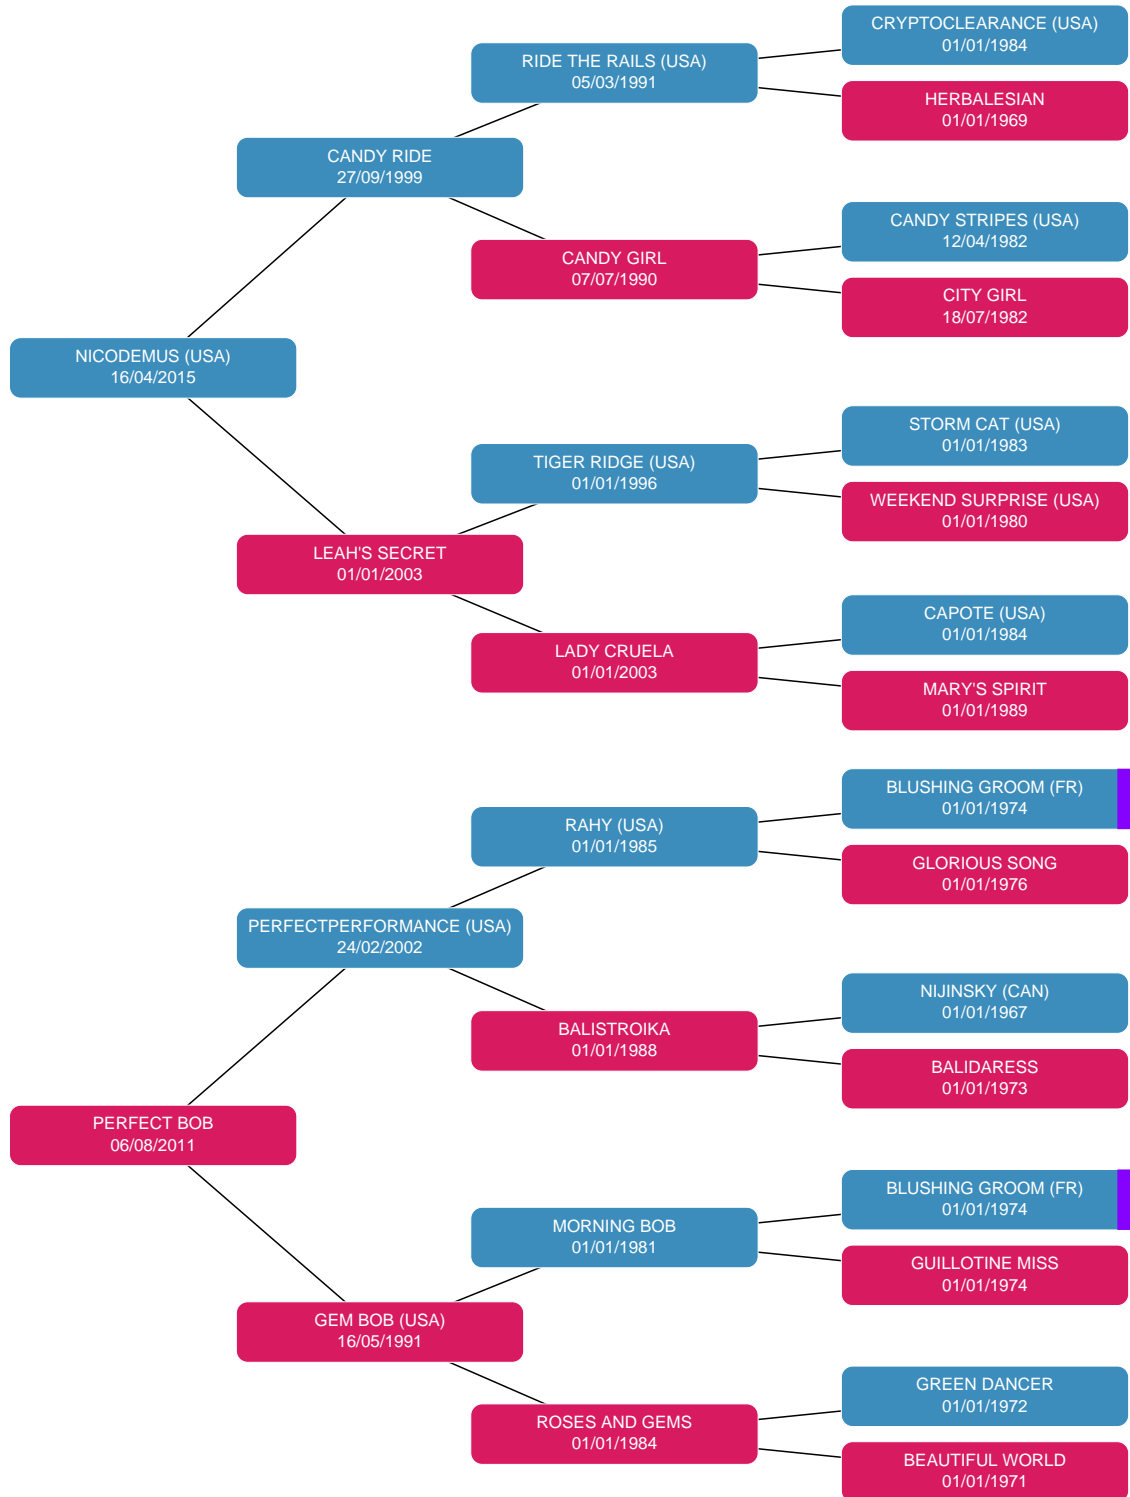 CRYPTOCLEARANCE (USA)
01/01/1984
RIDE THE RAILS (USA)
05/03/1991
HERBALESIAN
01/01/1969
CANDY RIDE
27/09/1999
CANDY STRIPES (USA)
12/04/1982
CANDY GIRL
07/07/1990
CITY GIRL
18/07/1982
NICODEMUS (USA)
16/04/2015
STORM CAT (USA)
01/01/1983
TIGER RIDGE (USA)
01/01/1996
WEEKEND SURPRISE (USA)
01/01/1980
LEAH'S SECRET
01/01/2003
CAPOTE (USA)
01/01/1984
LADY CRUELA
01/01/2003
MARY'S SPIRIT
01/01/1989
BLUSHING GROOM (FR)
01/01/1974
RAHY (USA)
01/01/1985
GLORIOUS SONG
01/01/1976
PERFECTPERFORMANCE (USA)
24/02/2002
NIJINSKY (CAN)
01/01/1967
BALISTROIKA
01/01/1988
BALIDARESS
01/01/1973
PERFECT BOB
06/08/2011
BLUSHING GROOM (FR)
01/01/1974
MORNING BOB
01/01/1981
GUILLOTINE MISS
01/01/1974
GEM BOB (USA)
16/05/1991
GREEN DANCER
01/01/1972
ROSES AND GEMS
01/01/1984
BEAUTIFUL WORLD
01/01/1971